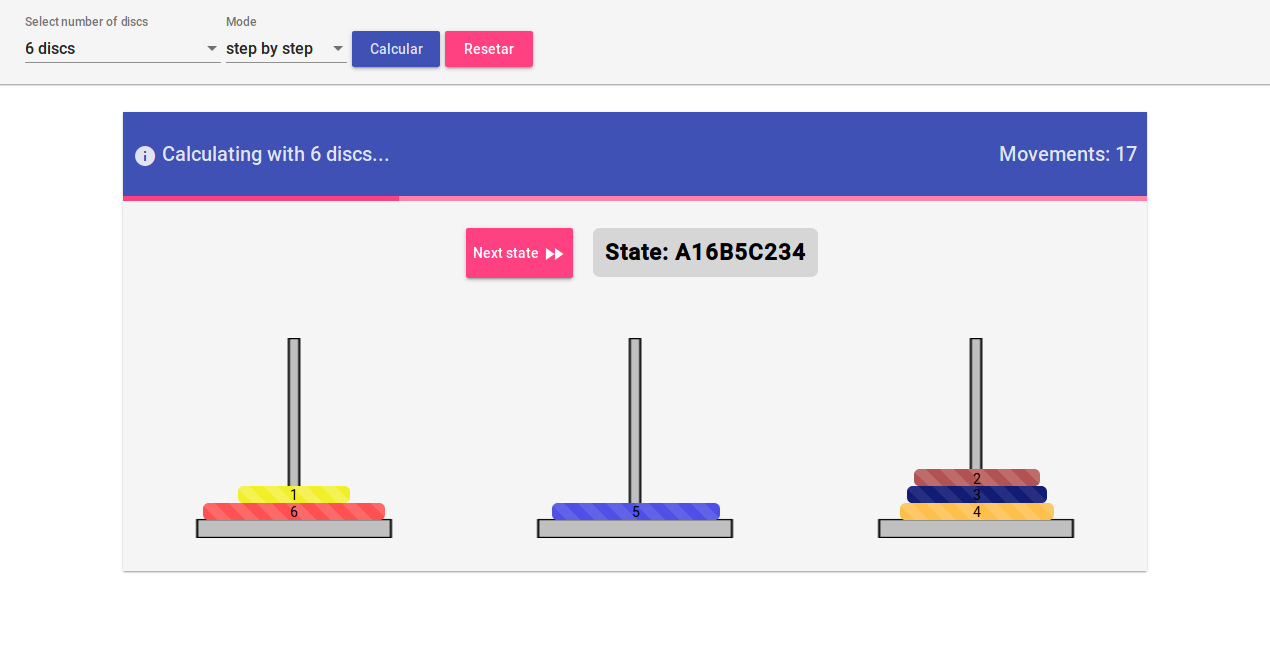 Select number of discs
Mode
6 discs
step by step
Calcular
Resetar
Calculating with 6 discs...
Movements: 17
Next state
State: A16B5C234
1
6
5
2
3
4